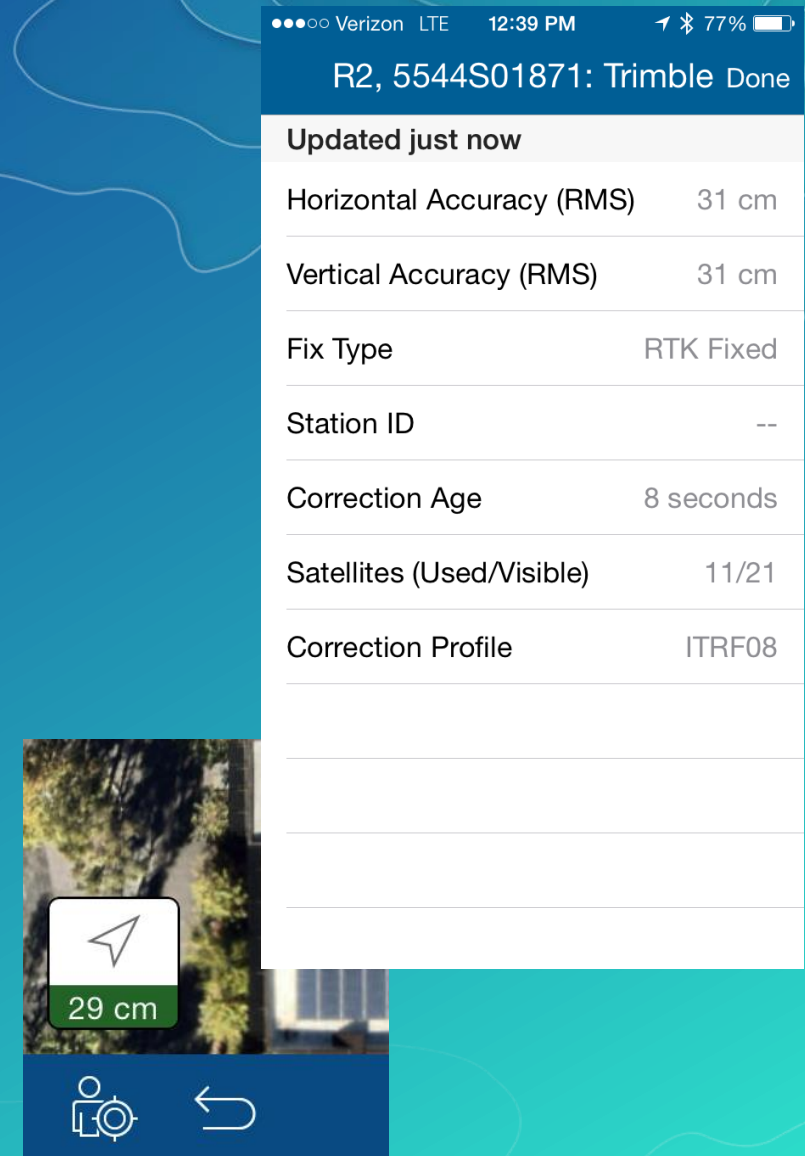 Verizon LTE 12:39 PM 77%
R2, 5544S01871: Trimble Done
Updated just now
Horizontal Accuracy (RMS) 31 cm
Vertical Accuracy (RMS) 31 cm
Fix Type RTK Fixed
Station ID --
Correction Age 8 seconds
Satellites (Used/Visible) 11/21
Correction Profile ITRF08
29 cm